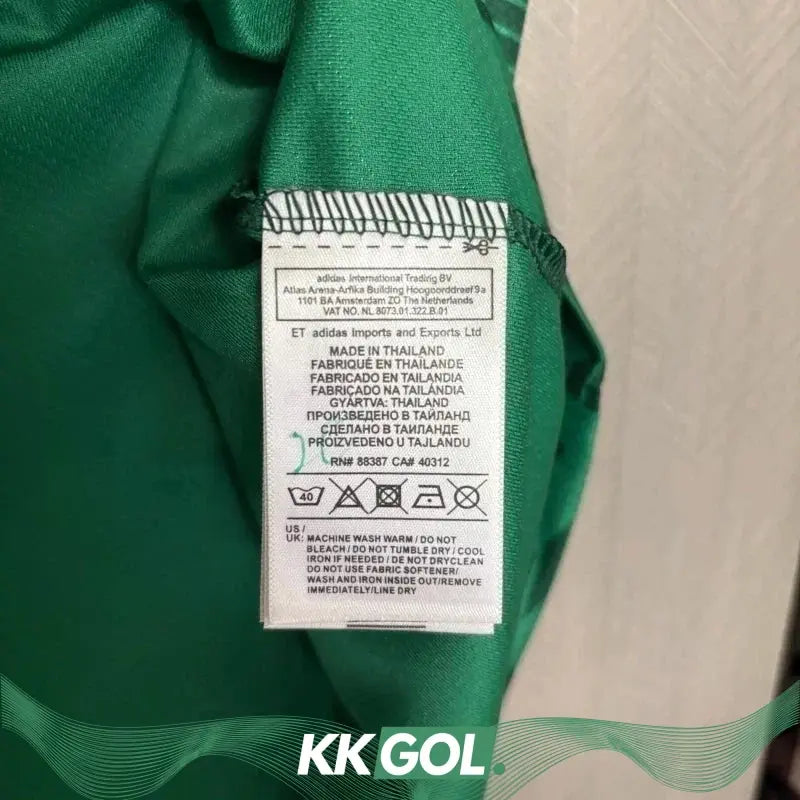 adidas International Tradirig BV
Atlas Arena-Arfika Building Hoogoorddreef 9a
1101 BA Amsterdam ZO The Netherlands
VAT NO. NL 8073.01.322.B.01
ET adidas Imports and Exports Ltd
MADE IN THAILAND
FABRIQUÉ EN THAÏLANDE
FABRICADO EN TAILANDIA
FABRICADO NA TAILÂNDIA
GYÁRTVA: THAILAND
ПРОИЗВЕДЕНО В ТАЙЛАНД
СДЕЛАНО В ТАИЛАНДЕ
PROIZVEDENO U TAJLANDU
RN# 88387 CA# 40312
40
US /
UK: MACHINE WASH WARM / DO NOT
BLEACH / DO NOT TUMBLE DRY / COOL
IRON IF NEEDED / DE NOT DRYCLEAN
DO NOT USE FABRIC SOFTENER/
WASH AND IRON INSIDE OUT/REMOVE
IMMEDIATELY/LINE DRY
KKGOL.